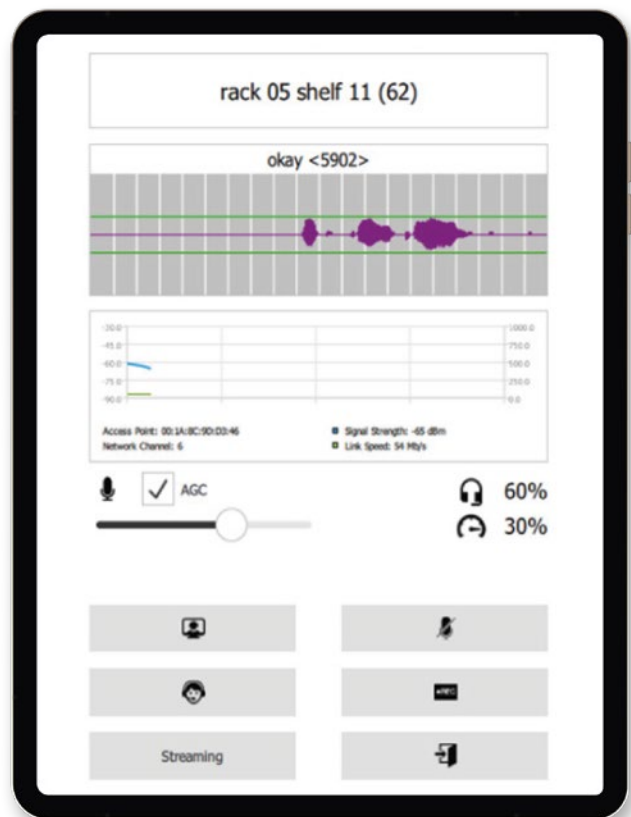 rack 05 shelf 11 (62)
okay <5902>
-30.0 1000.0
-45.0 750.0
-60.0 500.0
-75.0 250.0
-90.0 0.0
Access Point: 00:1A:8C:9D:D3:46 Signal Strength: -65 dBm
Network Channel: 6 Link Speed: 54 Mb/s
AGC 60%
30%
REC
Streaming